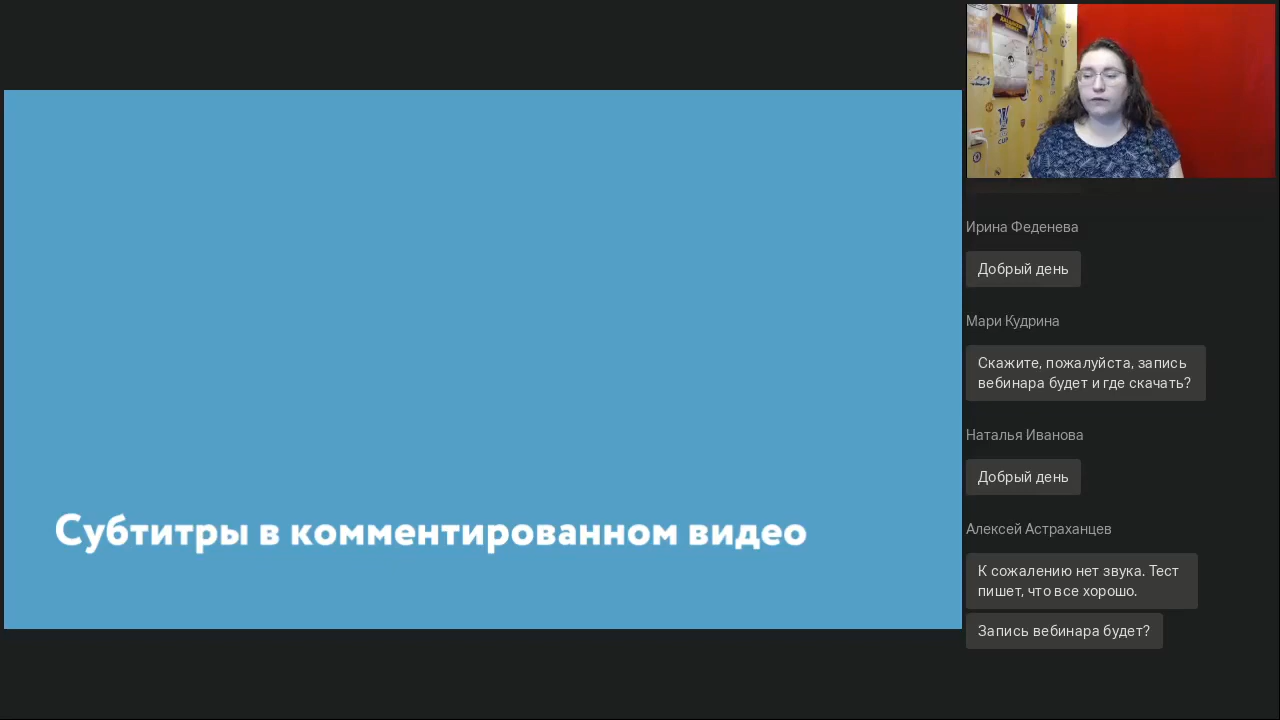 Субтитры в комментированном видео
CUP
Ирина Феденева
Добрый день
Мари Кудрина
Скажите, пожалуйста, запись
вебинара будет и где скачать?
Наталья Иванова
Добрый день
Алексей Астраханцев
К сожалению нет звука. Тест
пишет, что все хорошо.
Запись вебинара будет?